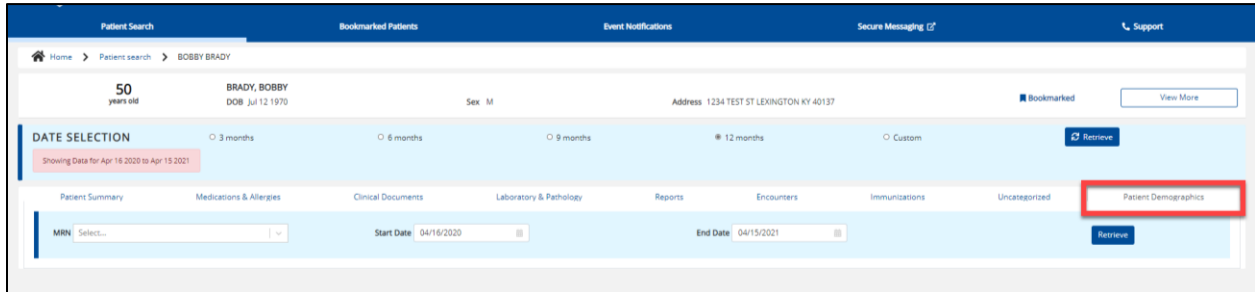 Patient Search Bookmarked Patients Event Notifications Secure Messaging Support
Home > Patient search > BOBBY BRADY
50 BRADY, BOBBY
years old DOB Jul 12 1970 Sex M Address 1234 TEST ST LEXINGTON KY 40137 Bookmarked View More
DATE SELECTION 3 months 6 months 9 months 12 months Custom Retrieve
Showing Data for Apr 16 2020 to Apr 15 2021
Patient Summary Medications & Allergies Clinical Documents Laboratory & Pathology Reports Encounters Immunizations Uncategorized Patient Demographics
MRN Select... Start Date 04/16/2020 End Date 04/15/2021 Retrieve